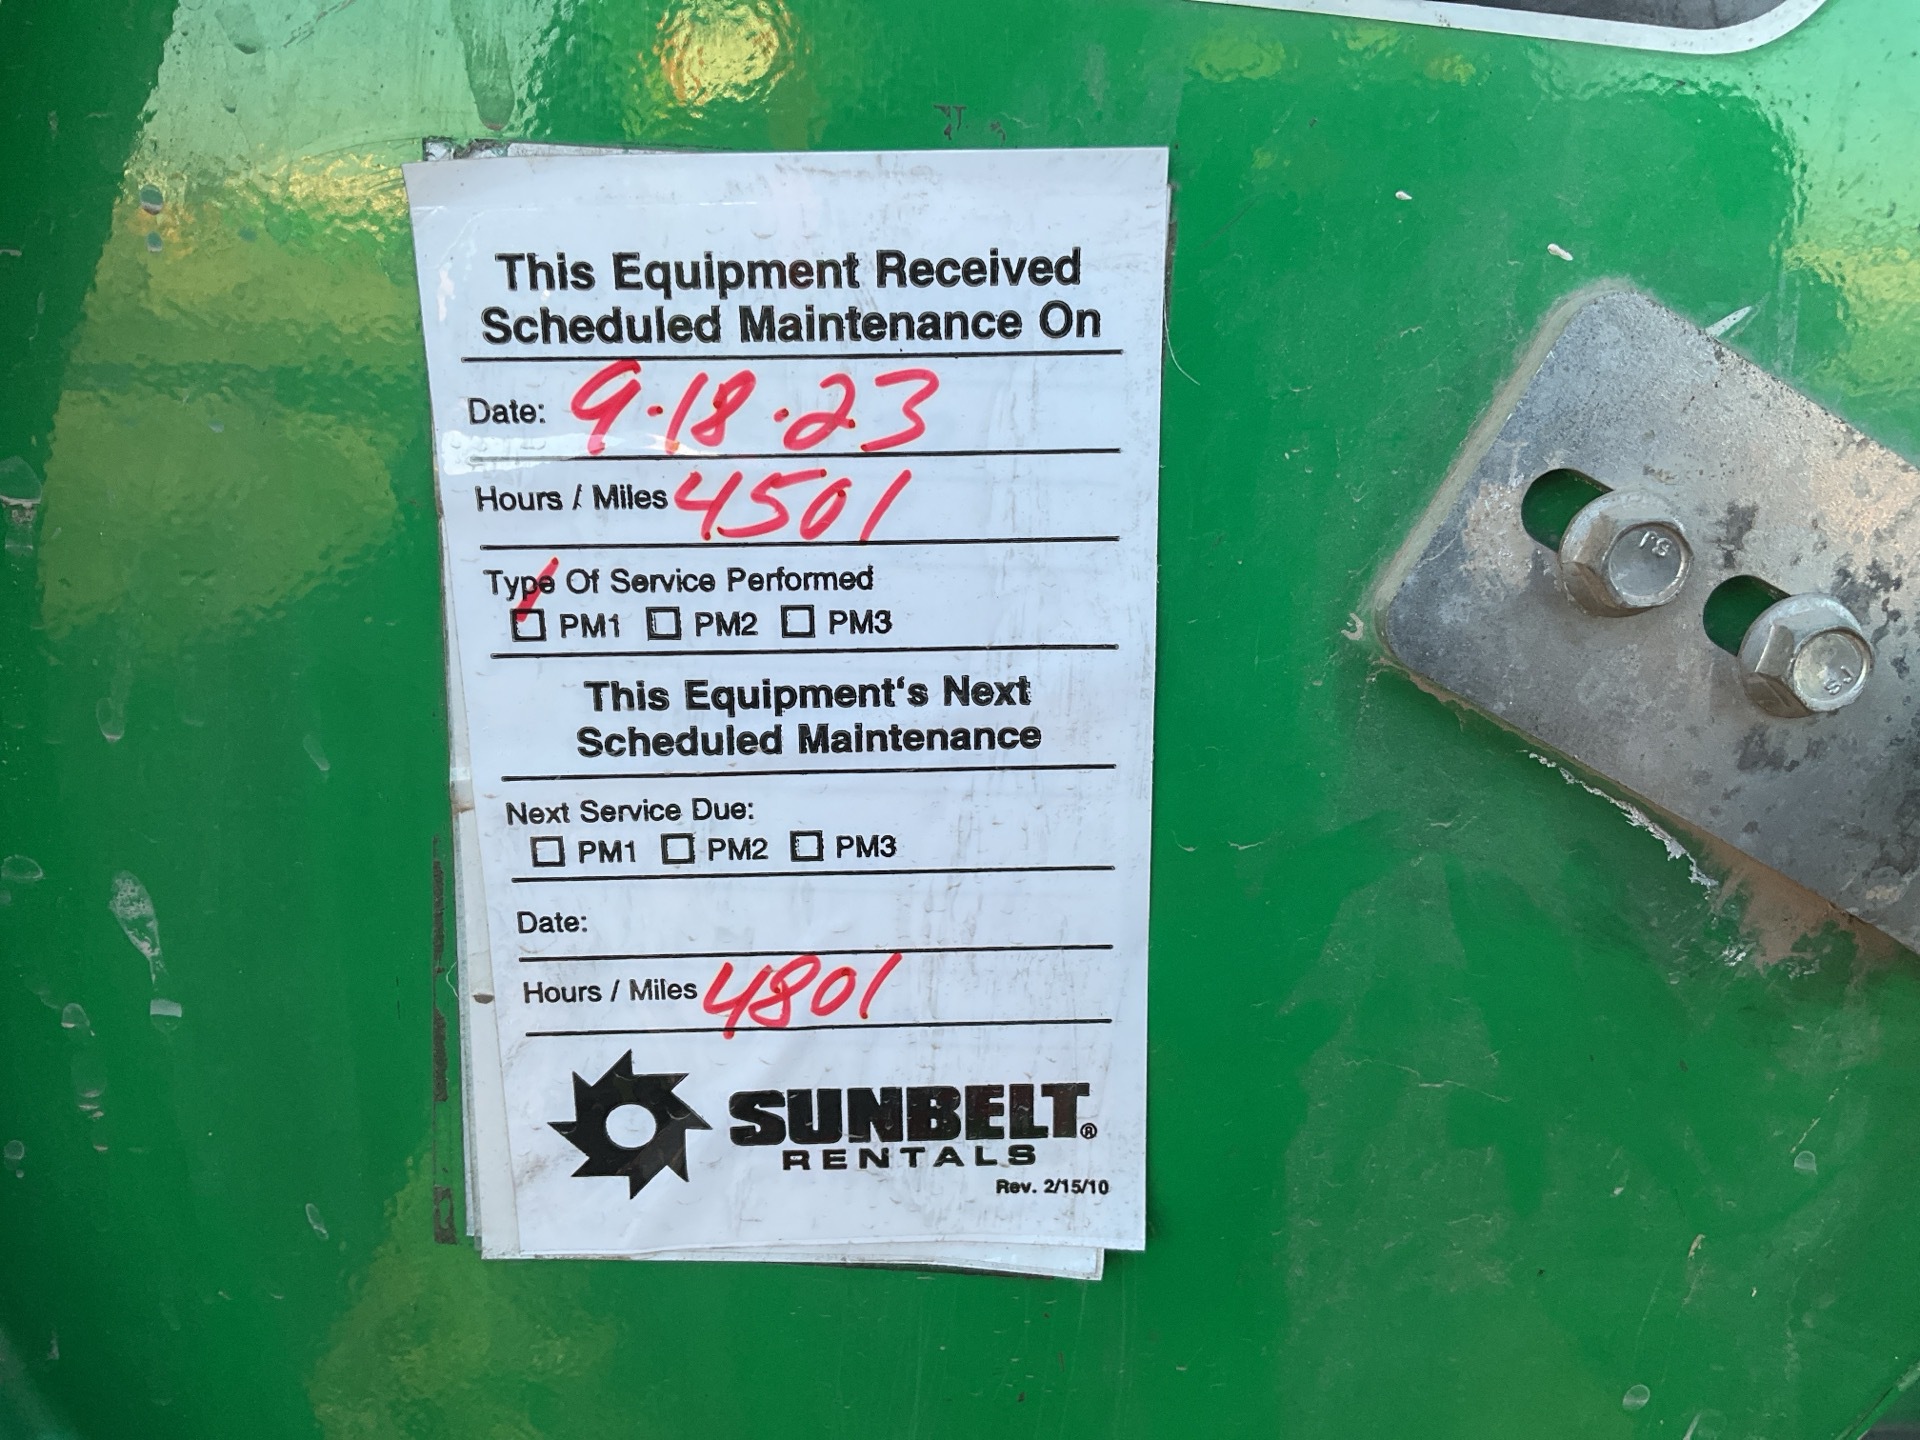 This Equipment Received
Scheduled Maintenance On
Date: 9·18·23
Hours / Miles 4501
Type Of Service Performed
PM1 PM2 PM3
This Equipment‘s Next
Scheduled Maintenance
Next Service Due:
PM1 PM2 PM3
Date:
Hours / Miles 4801
SUNBELT®
RENTALS
Rev. 2/15/10